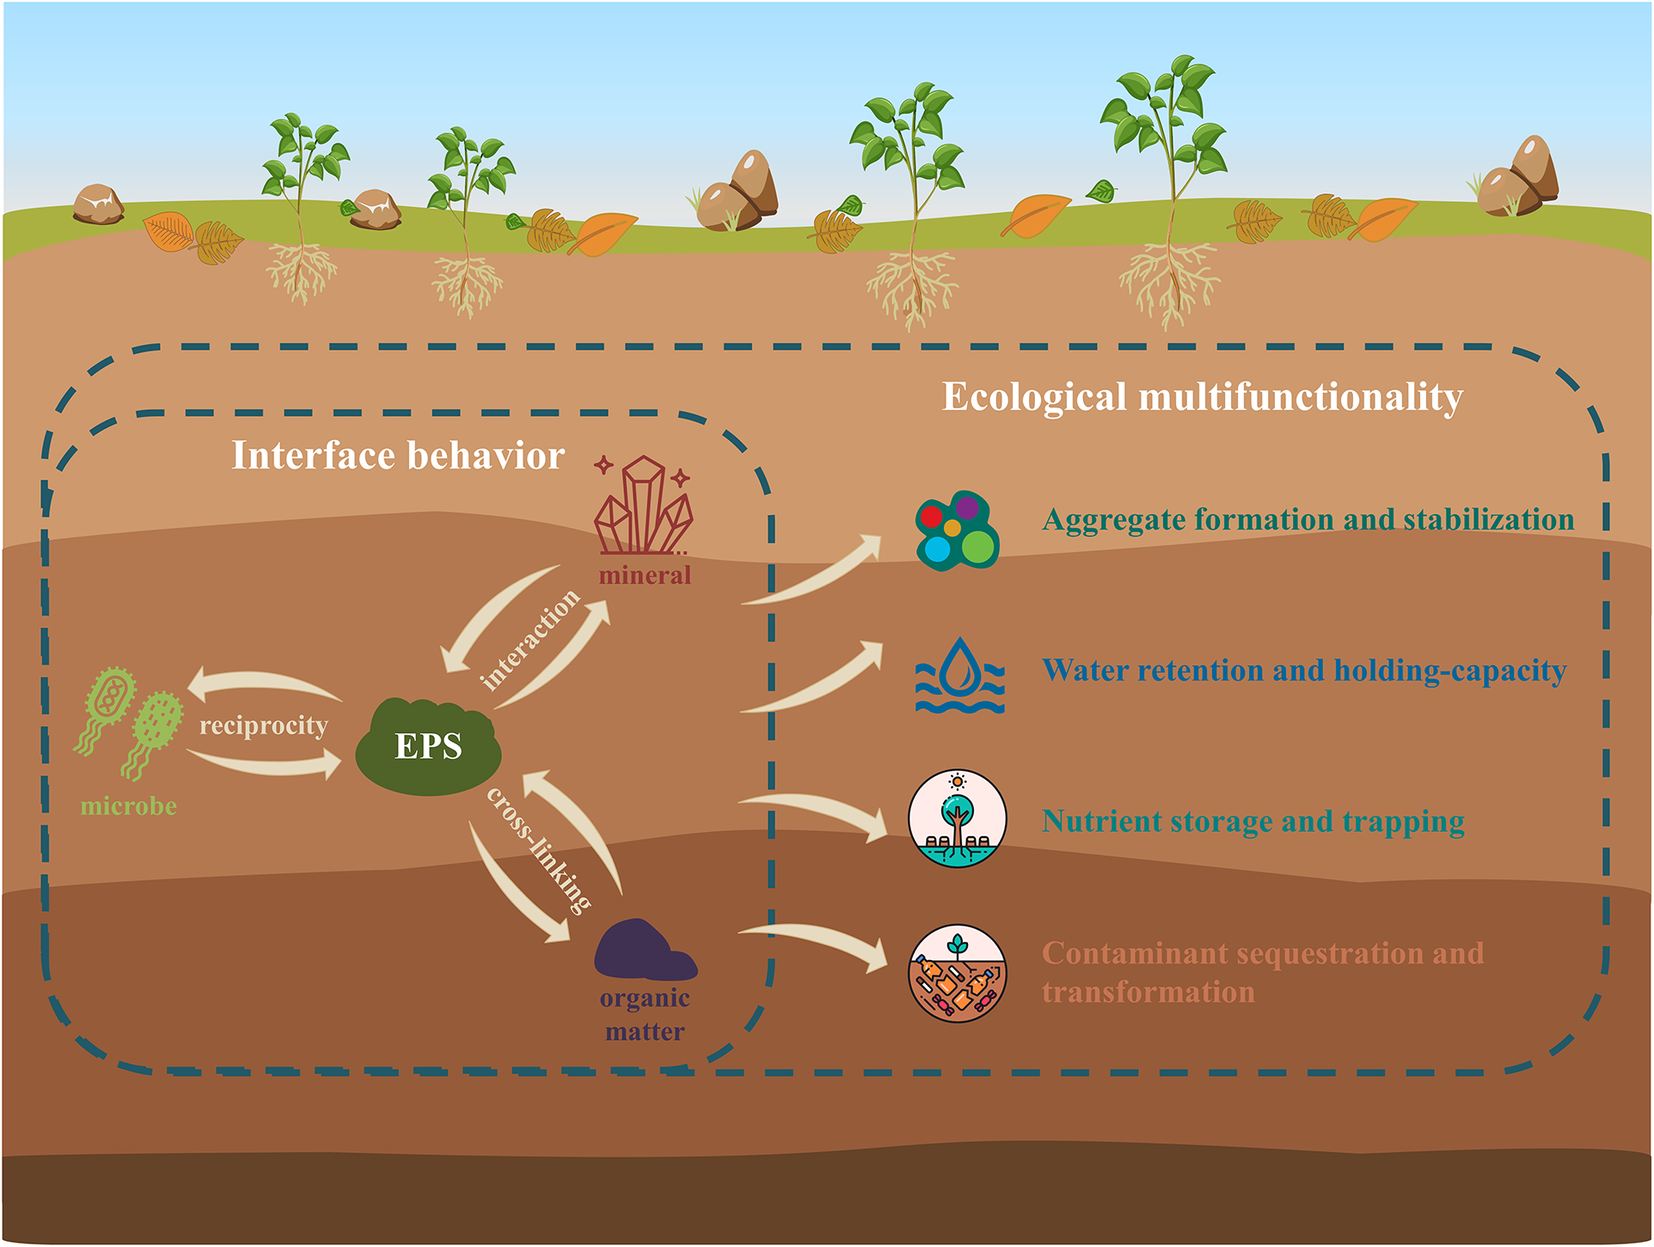 Ecological multifunctionality
Interface behavior
mineral
interaction
microbe
reciprocity
EPS
cross-linking
organic
matter
Aggregate formation and stabilization
Water retention and holding-capacity
Nutrient storage and trapping
Contaminant sequestration and
transformation